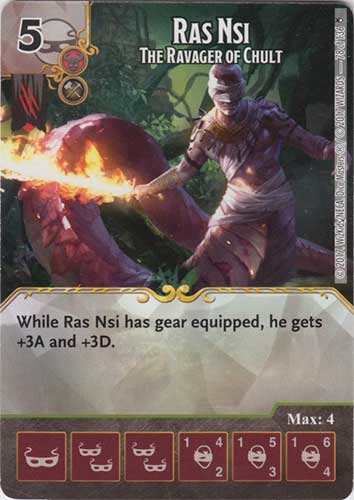 5
RAS NSI
THE RAVAGER OF CHULT
While Ras Nsi has gear equipped, he gets
+3A and +3D.
Max: 4
1 4 2
1 5 3
1 6 4